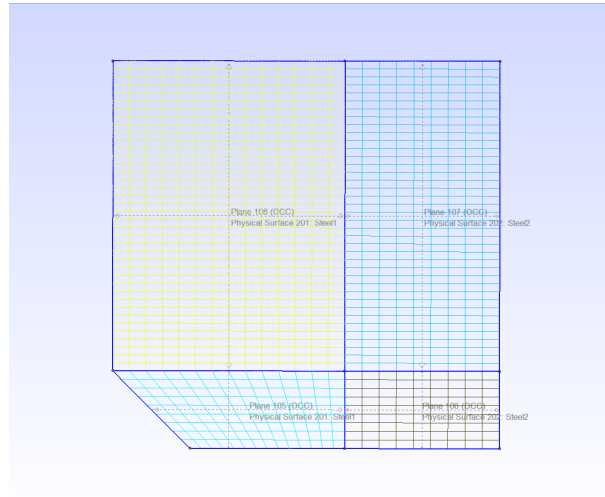 Plane 108 (OCC)
Physical Surface 201: Steel1
Plane 107 (OCC)
Physical Surface 202: Steel2
Plane 105 (OCC)
Physical Surface 201: Steel1
Plane 106 (OCC)
Physical Surface 202: Steel2